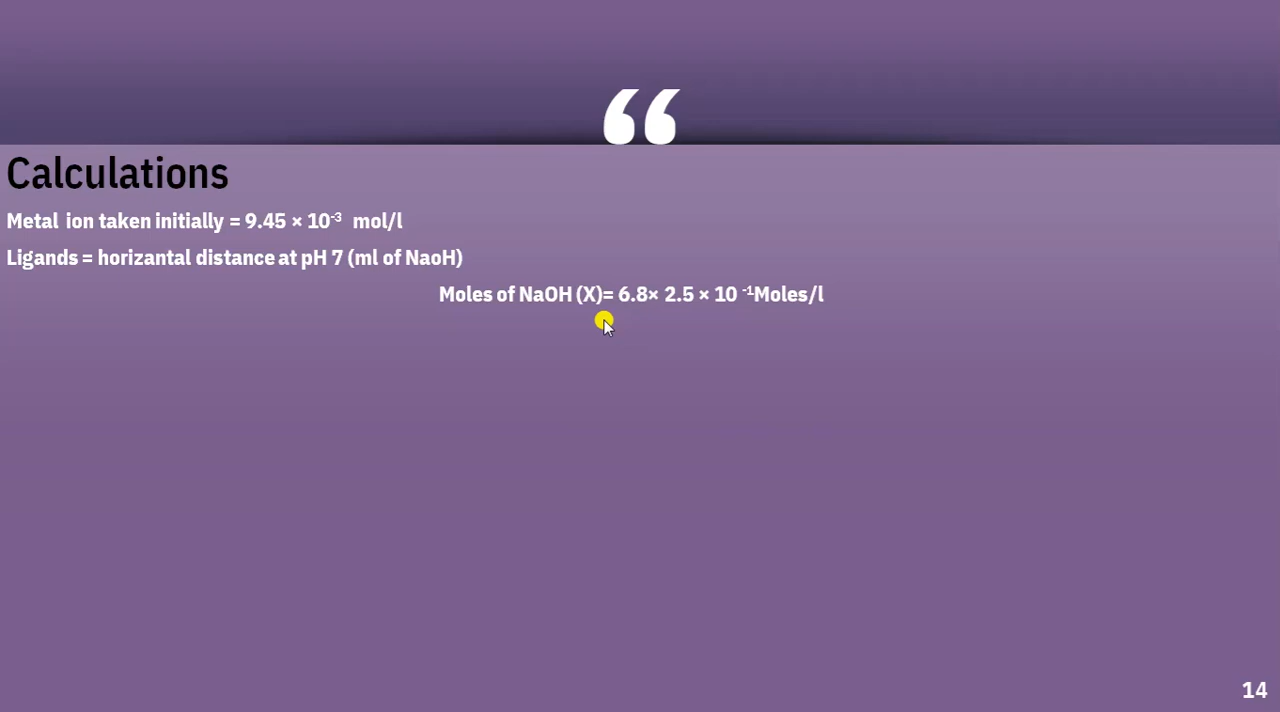 “
Calculations
Metal ion taken initially = 9.45 × 10⁻³ mol/l
Ligands = horizantal distance at pH 7 (ml of NaoH)
Moles of NaOH (X)= 6.8× 2.5 × 10 ⁻¹Moles/l
14